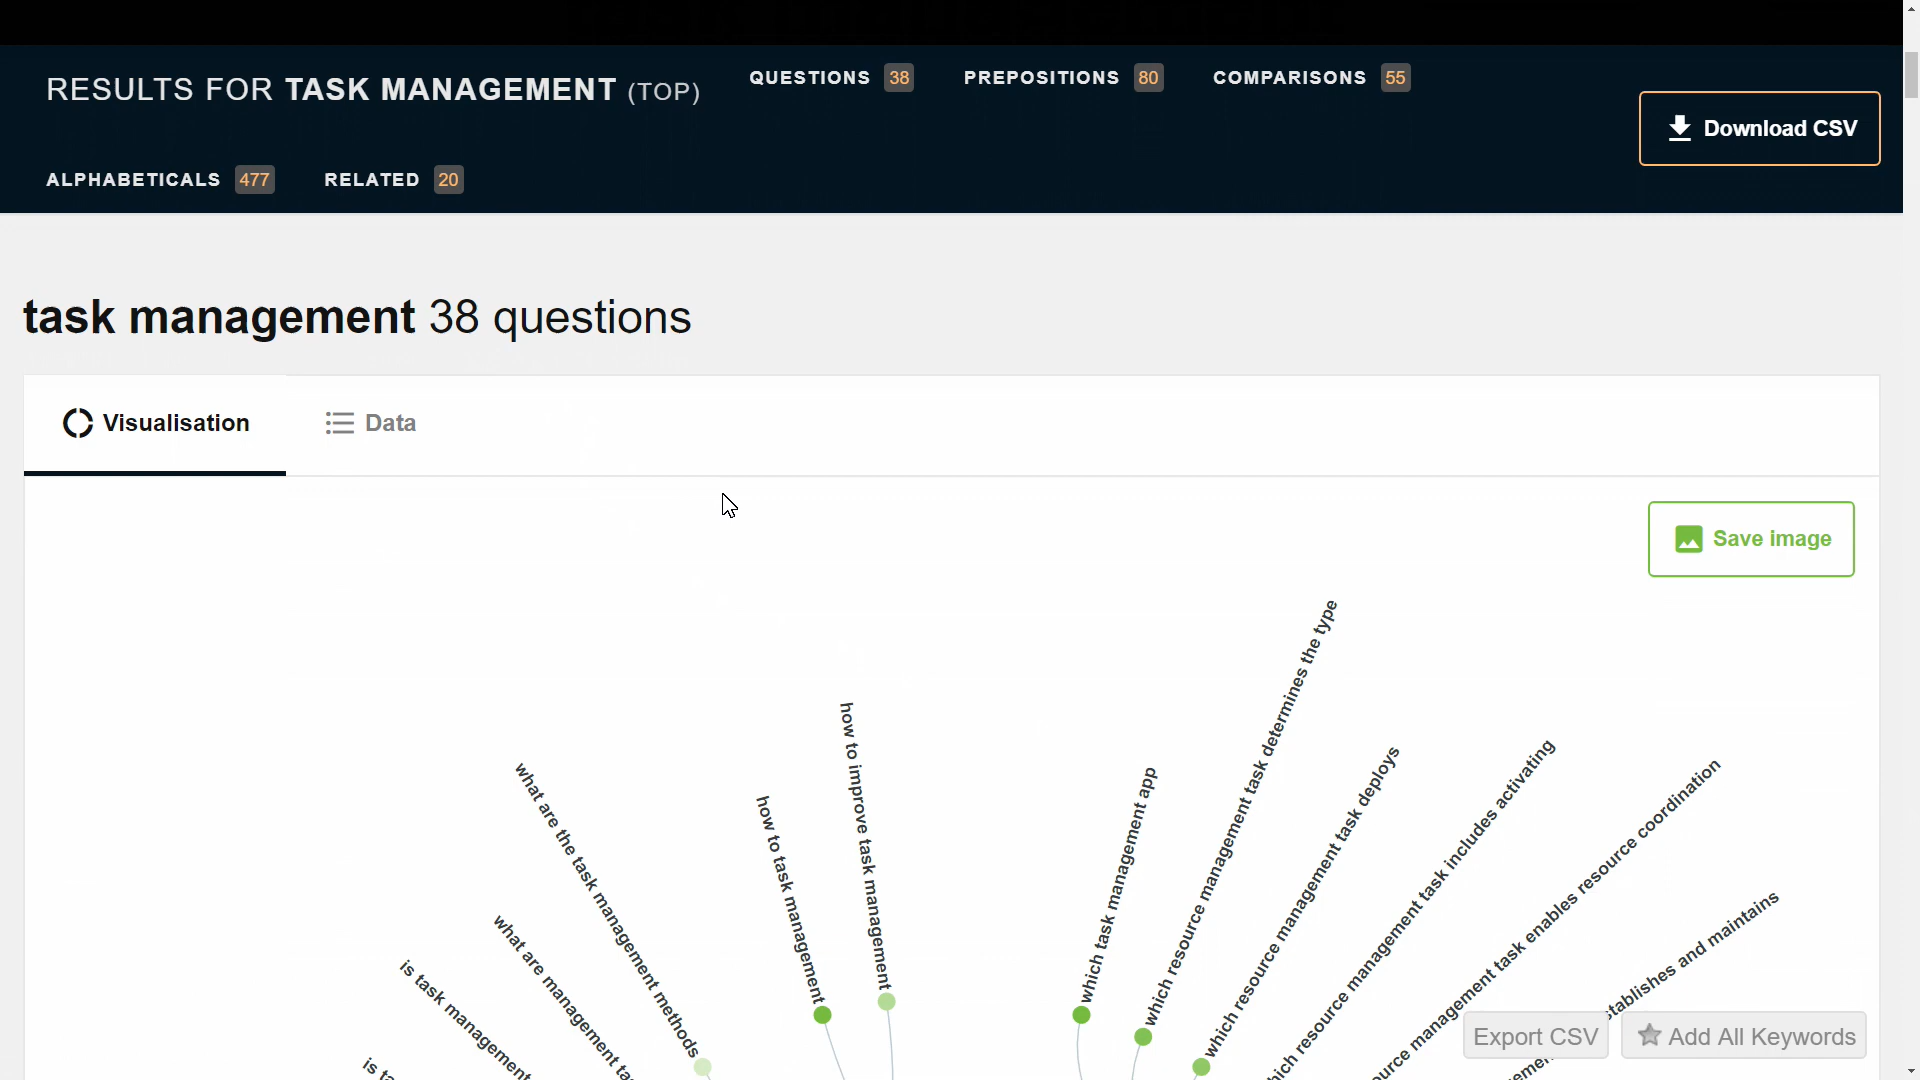 RESULTS FOR TASK MANAGEMENT (TOP)
QUESTIONS 38
PREPOSITIONS 80
COMPARISONS 55
Download CSV
ALPHABETICALS 477
RELATED 20
task management 38 questions
Visualisation
Data
Save image
is task management
what are management
what are the task management methods
how to task management
how to improve task management
which task management app
which resource management task determines the type
which resource management task deploys
resource management task includes activating
management task enables resource coordination
and maintains
Export CSV
Add All Keywords